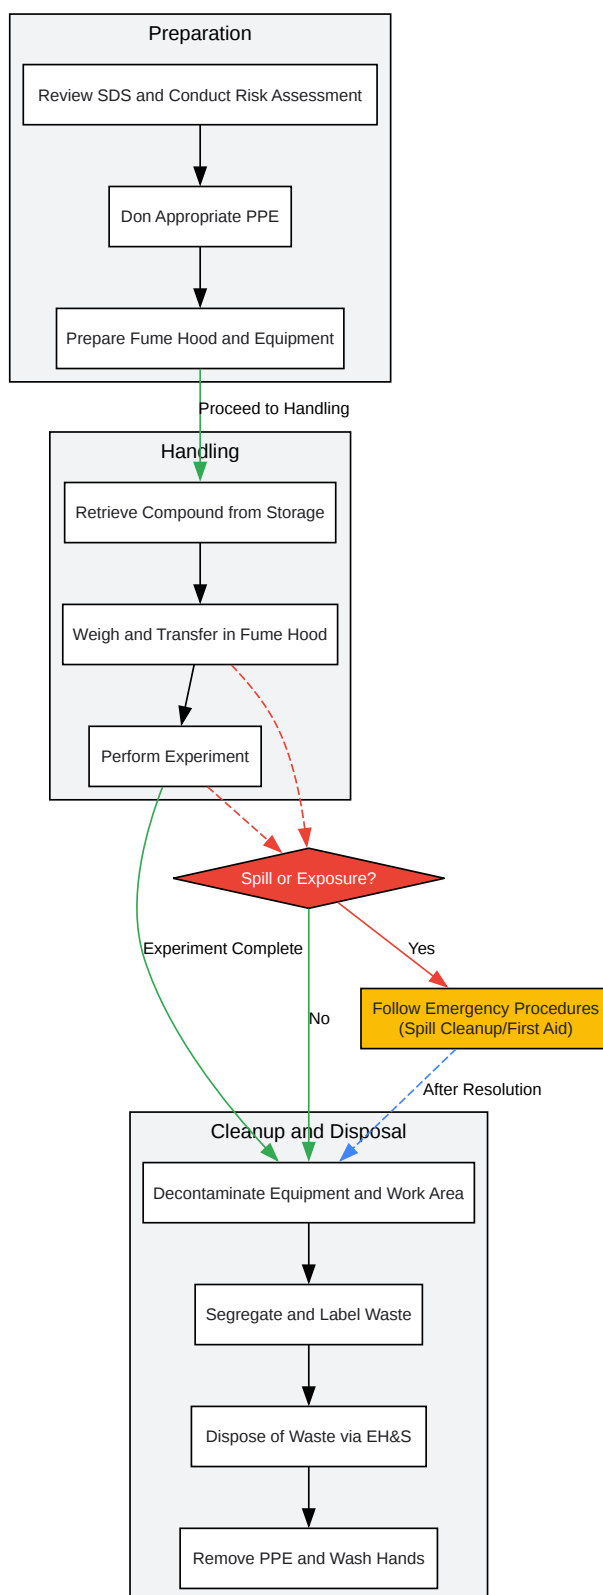 Preparation
Review SDS and Conduct Risk Assessment
Don Appropriate PPE
Prepare Fume Hood and Equipment
Proceed to Handling
Handling
Retrieve Compound from Storage
Weigh and Transfer in Fume Hood
Perform Experiment
Spill or Exposure?
Experiment Complete
Yes
No
Follow Emergency Procedures
(Spill Cleanup/First Aid)
After Resolution
Cleanup and Disposal
Decontaminate Equipment and Work Area
Segregate and Label Waste
Dispose of Waste via EH&S
Remove PPE and Wash Hands